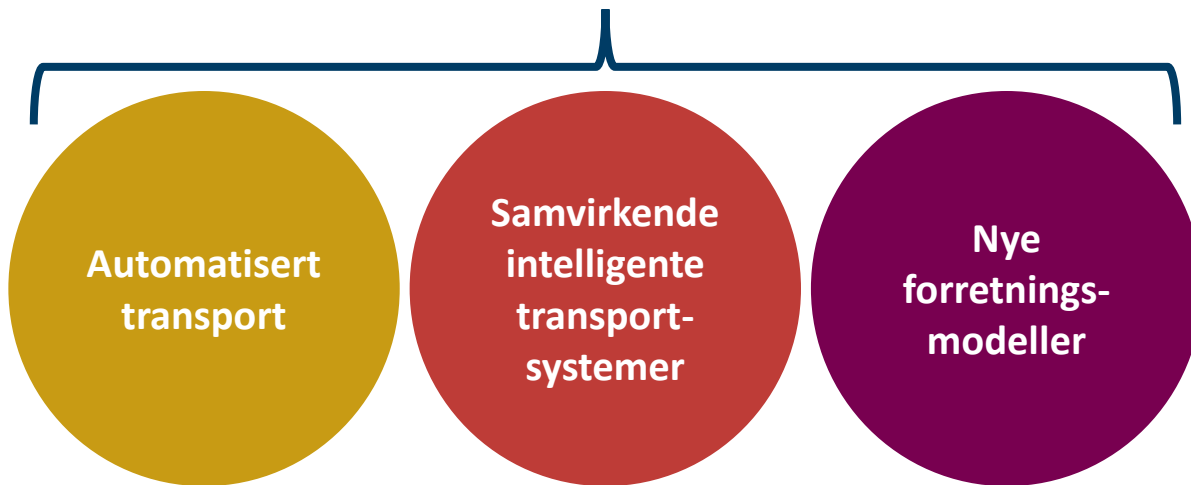 Automatisert
transport
Samvirkende
intelligente
transport-
systemer
Nye
forretnings-
modeller